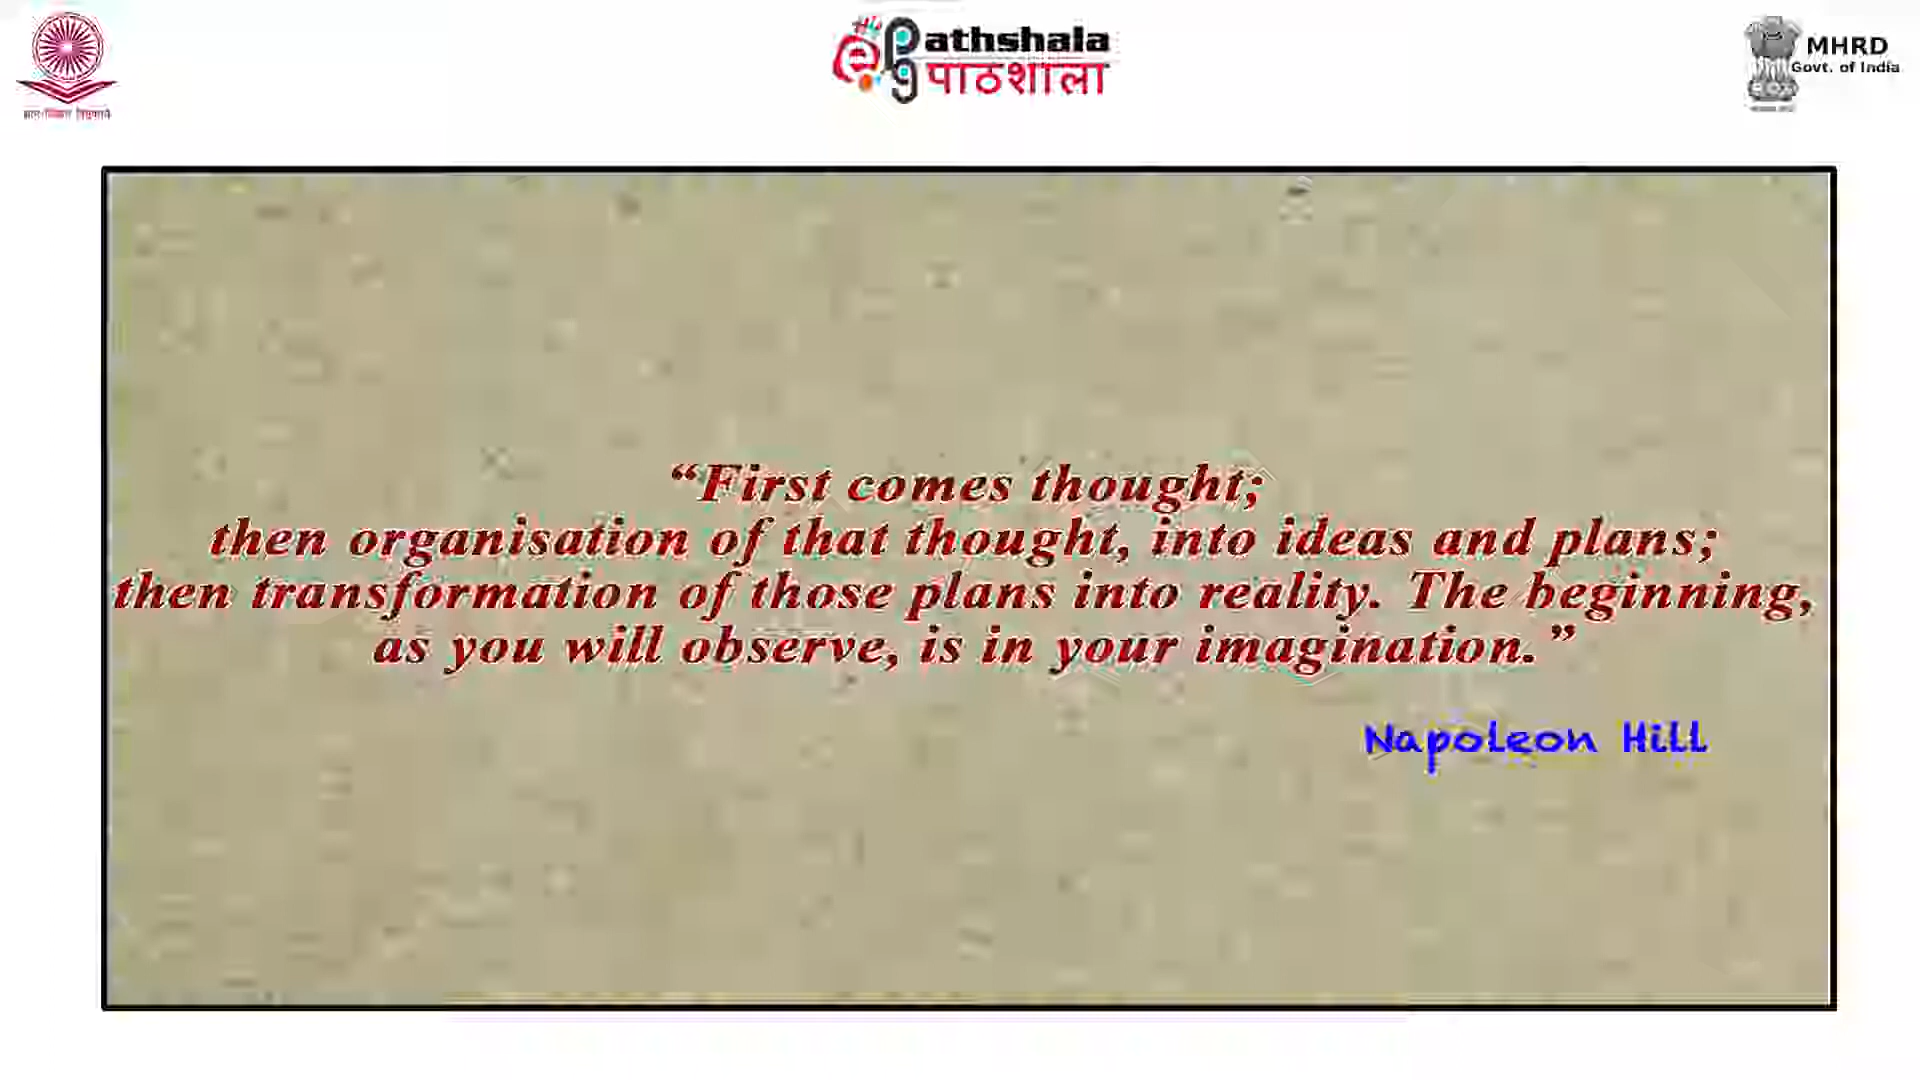 athshala
पाठशाला
MHRD
Govt. of India
“First comes thought;
then organisation of that thought, into ideas and plans;
then transformation of those plans into reality. The beginning,
as you will observe, is in your imagination.”
Napoleon Hill